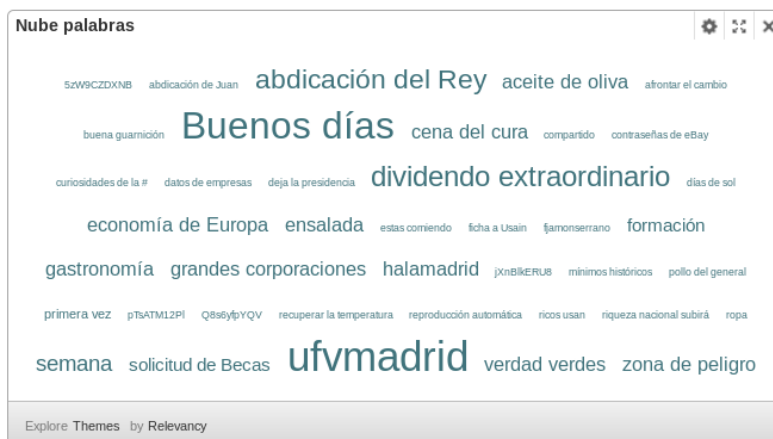 Nube palabras
5zW9CZDXNB abdicación de Juan abdicación del Rey aceite de oliva afrontar el cambio
buena guarnición Buenos días cena del cura compartido contraseñas de eBay
curiosidades de la # datos de empresas deja la presidencia dividendo extraordinario días de sol
economía de Europa ensalada estas comiendo ficha a Usain fjamonserrano formación
gastronomía grandes corporaciones halamadrid jXnBlkERU8 mínimos históricos pollo del general
primera vez pTsATM12Pl Q8s6yfpYQV recuperar la temperatura reproducción automática ricos usan riqueza nacional subirá ropa
semana solicitud de Becas ufvmadrid verdad verdes zona de peligro
Explore Themes by Relevancy